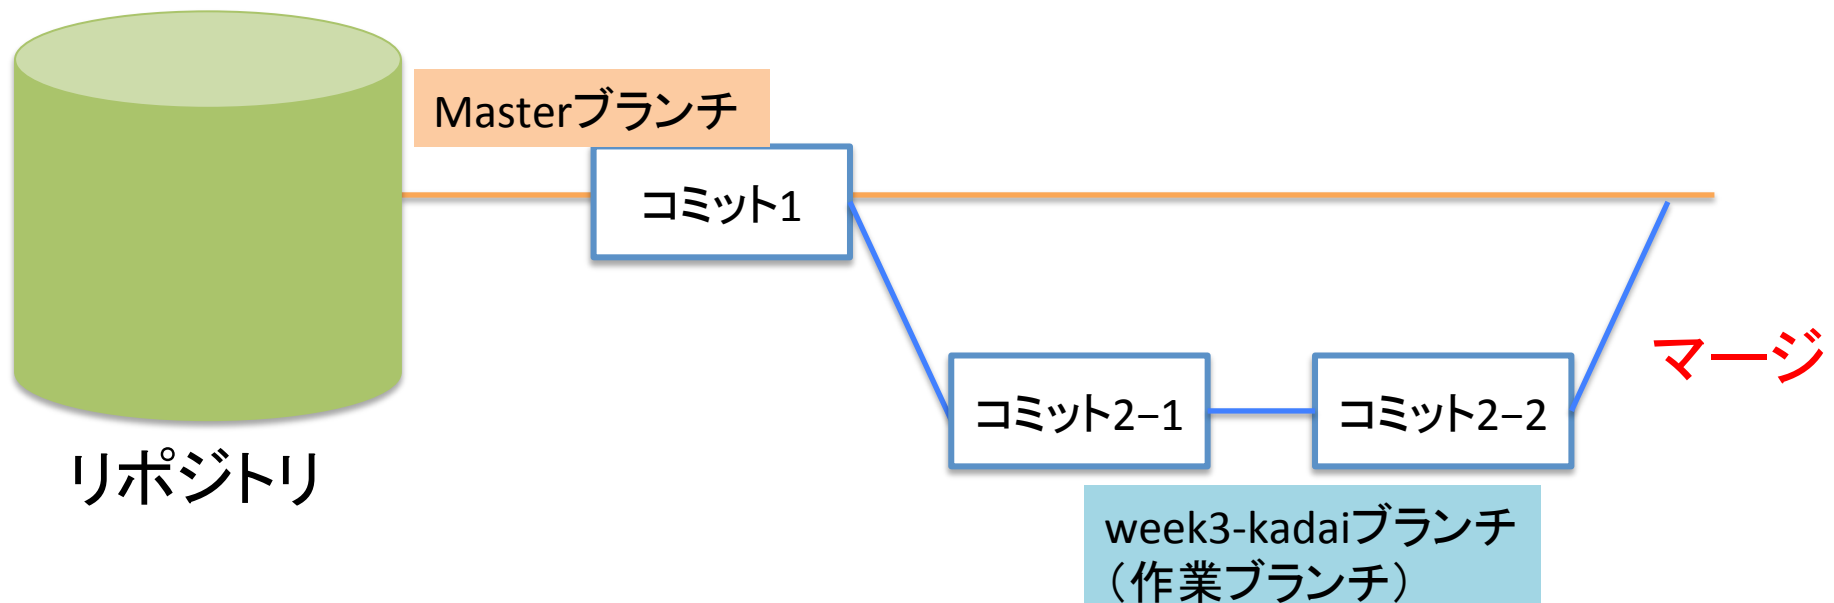 Masterブランチ
コミット1
マージ
コミット2−1
コミット2−2
リポジトリ
week3-kadaiブランチ
（作業ブランチ）